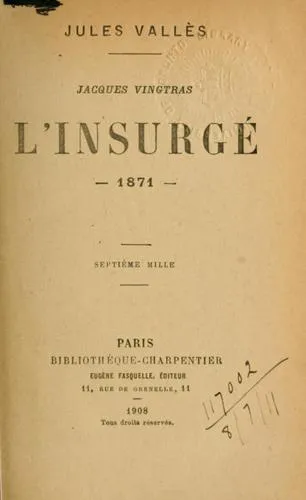 JULES VALLÈS
JACQUES VINGTRAS
L'INSURGÉ
— 1871 —
SEPTIÈME MILLE
PARIS
BIBLIOTHÈQUE-CHARPENTIER
EUGÈNE FASQUELLE, ÉDITEUR
11, RUE DE GRENELLE, 11
1908
Tous droits réservés.
117002
8/7/11